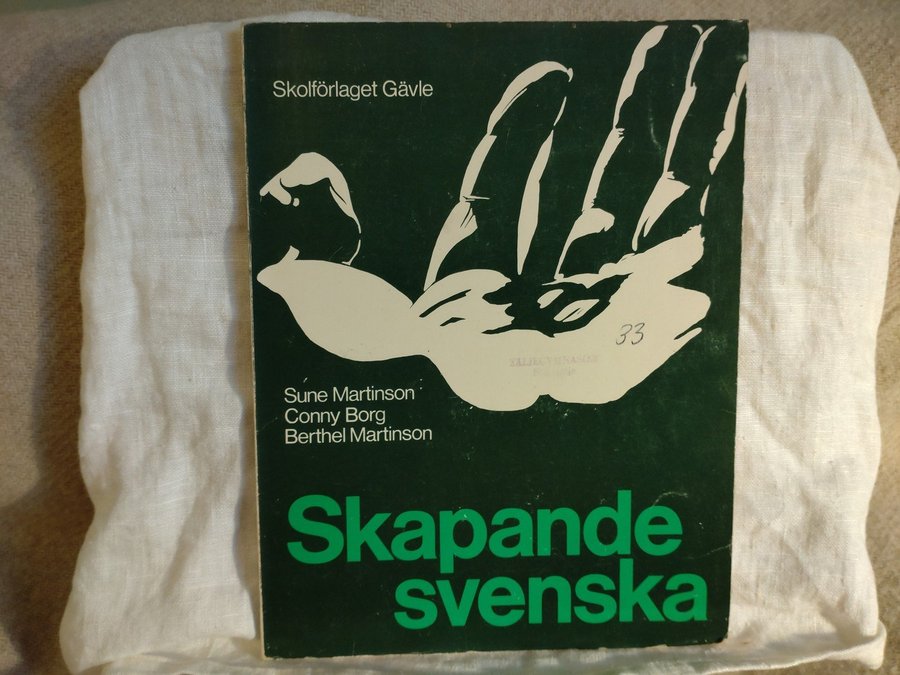 Skolförlaget Gävle
33
Sune Martinson
Conny Borg
Berthel Martinson
Skapande
svenska